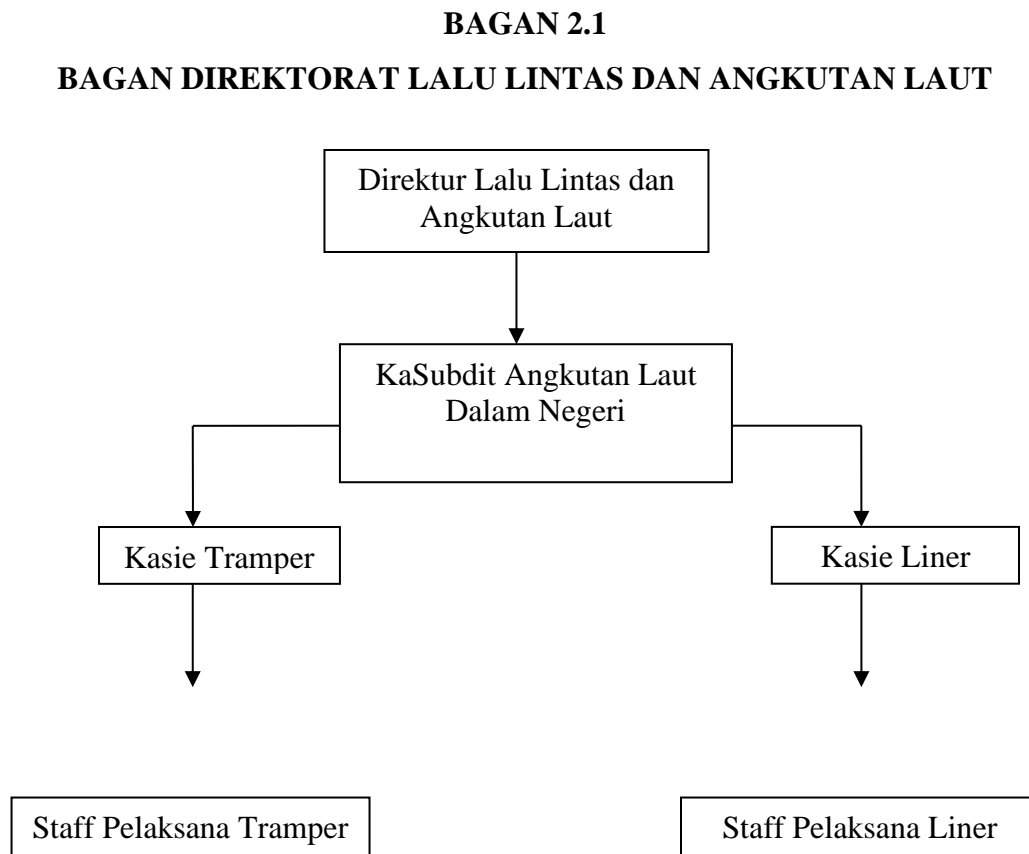 BAGAN 2.1
BAGAN DIREKTORAT LALU LINTAS DAN ANGKUTAN LAUT
Direktur Lalu Lintas dan
Angkutan Laut
KaSubdit Angkutan Laut
Dalam Negeri
Kasie Tramper
Kasie Liner
Staff Pelaksana Tramper
Staff Pelaksana Liner